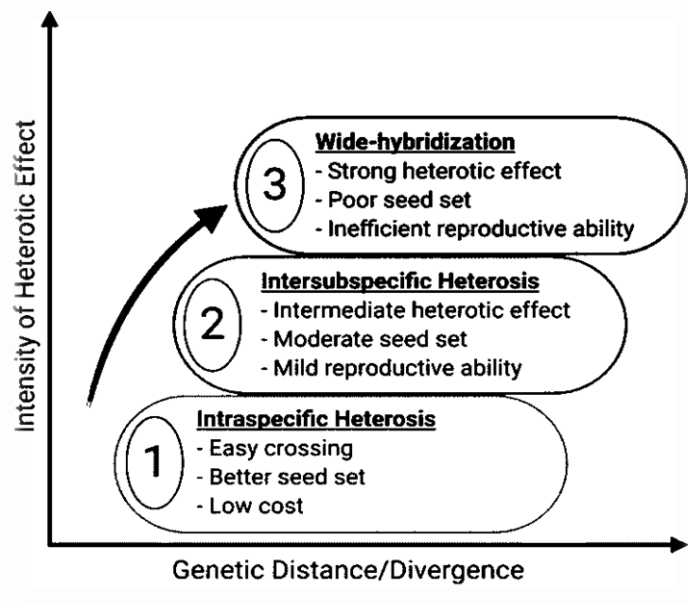 Intensity of Heterotic Effect
3
Wide-hybridization
- Strong heterotic effect
- Poor seed set
- Inefficient reproductive ability
2
Intersubspecific Heterosis
- Intermediate heterotic effect
- Moderate seed set
- Mild reproductive ability
1
Intraspecific Heterosis
- Easy crossing
- Better seed set
- Low cost
Genetic Distance/Divergence